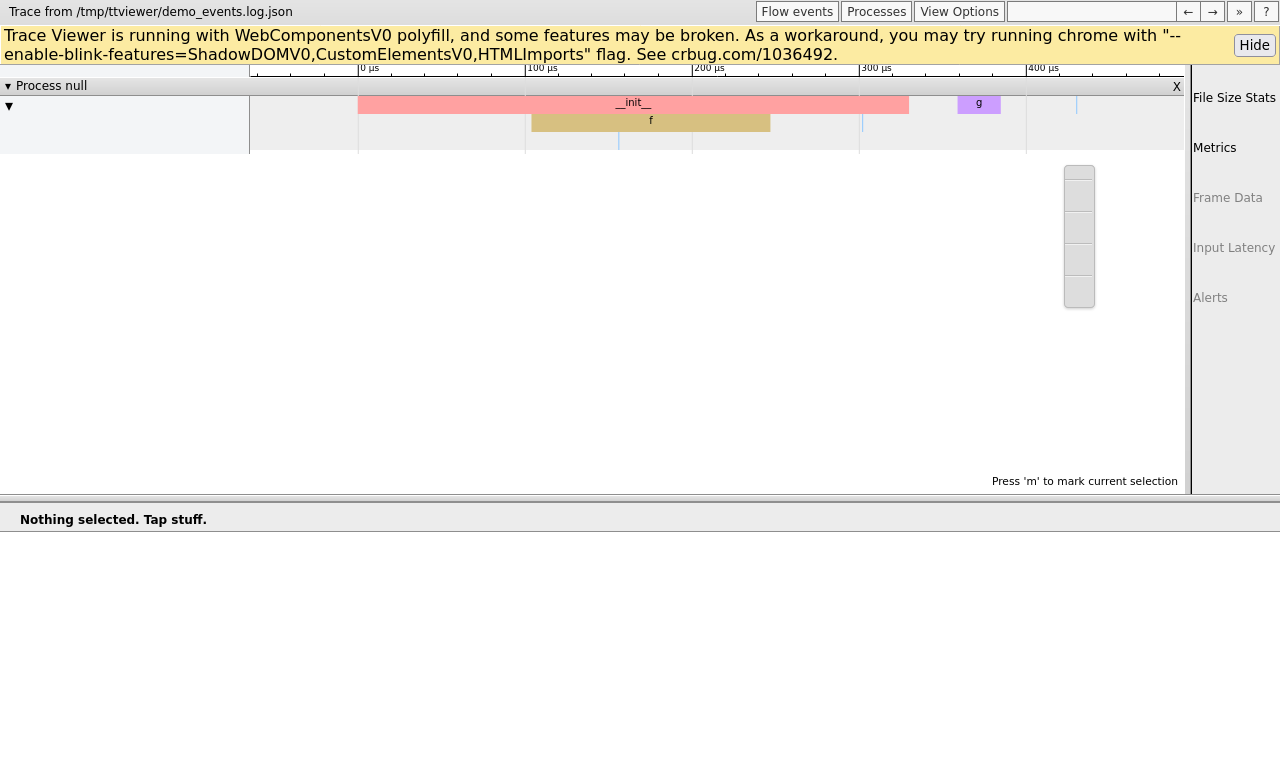 Trace from /tmp/ttviewer/demo_events.log.json
Flow events
Processes
View Options
←
→
»
?
Trace Viewer is running with WebComponentsV0 polyfill, and some features may be broken. As a workaround, you may try running chrome with "--
enable-blink-features=ShadowDOMV0,CustomElementsV0,HTMLImports" flag. See crbug.com/1036492.
Hide
0 µs
100 µs
200 µs
300 µs
400 µs
▾ Process null
X
▼
__init__
g
f
File Size Stats
Metrics
Frame Data
Input Latency
Alerts
Press 'm' to mark current selection
Nothing selected. Tap stuff.